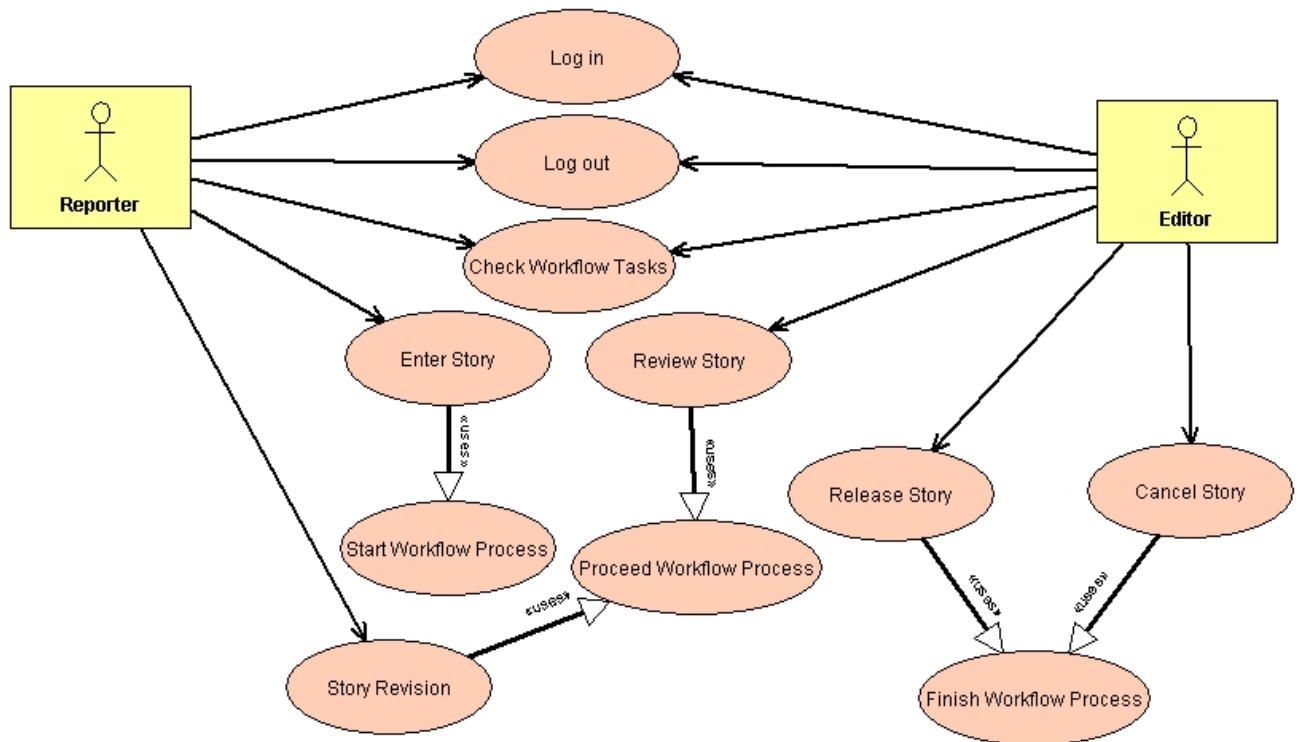 Log in
Reporter
Log out
Editor
Check Workflow Tasks
Enter Story
Review Story
«uses»
«uses»
Release Story
Cancel Story
Start Workflow Process
Proceed Workflow Process
«uses»
«uses»
«uses»
Story Revision
Finish Workflow Process